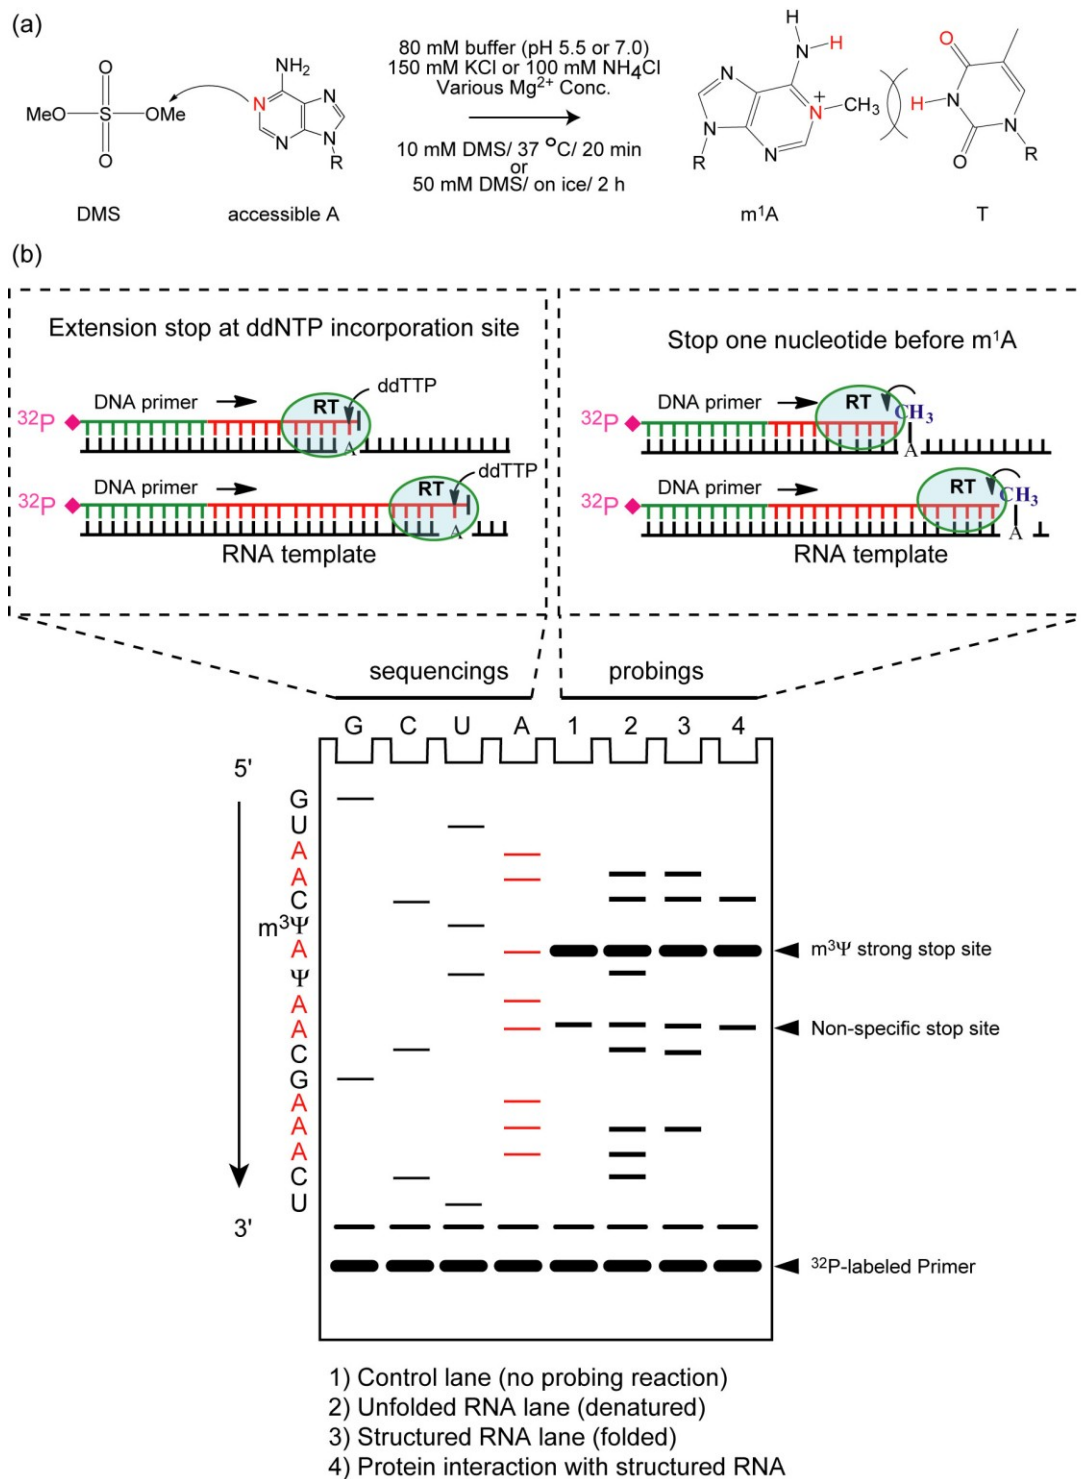 (a)
80 mM buffer (pH 5.5 or 7.0)
150 mM KCl or 100 mM NH4Cl
Various Mg2+ Conc.
10 mM DMS/ 37 °C/ 20 min
or
50 mM DMS/ on ice/ 2 h
O
MeO S OMe
O
NH2
N N
N N
R
H
N H
N N+ CH3
N N
R
O
H N
O N
R
DMS
accessible A
m1A
T
(b)
Extension stop at ddNTP incorporation site
32P DNA primer RT ddTTP
A
32P DNA primer RT ddTTP
A
RNA template
Stop one nucleotide before m1A
32P DNA primer RT CH3
A
32P DNA primer RT CH3
A
RNA template
sequencings
probings
G C U A 1 2 3 4
5'
G
U
A
A
C
m3Ψ
A
Ψ
A
A
C
G
A
A
A
C
U
3'
m3Ψ strong stop site
Non-specific stop site
32P-labeled Primer
1) Control lane (no probing reaction)
2) Unfolded RNA lane (denatured)
3) Structured RNA lane (folded)
4) Protein interaction with structured RNA